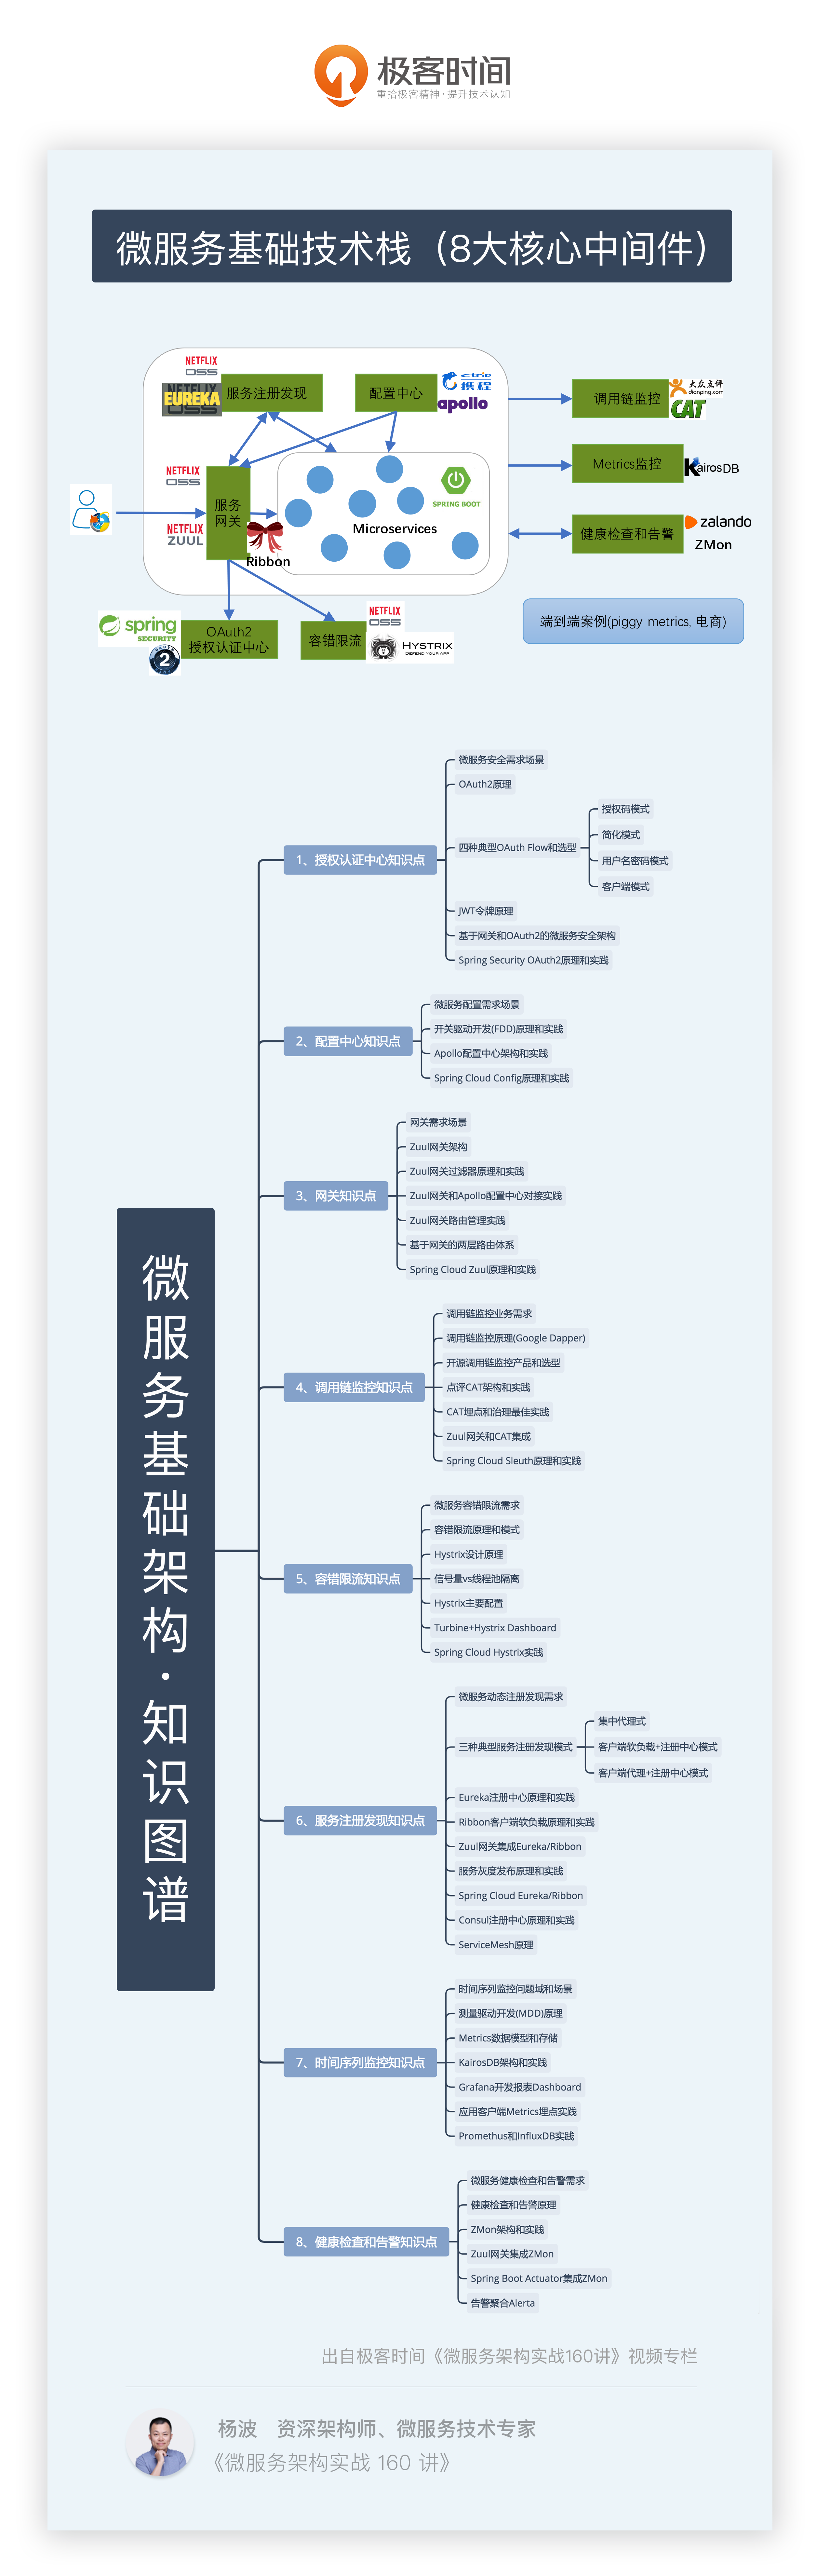 极客时间
重拾极客精神·提升技术认知
微服务基础技术栈（8大核心中间件）
NETFLIX
OSS
NETFLIX
EUREKA
OSS
服务注册发现
配置中心
ctrip
携程
apollo
调用链监控
大众点评
dianping.com
CAT
NETFLIX
OSS
服务
网关
NETFLIX
ZUUL
Ribbon
Microservices
SPRING BOOT
Metrics监控
KairosDB
健康检查和告警
zalando
ZMon
spring
SECURITY
2
OAuth2
授权认证中心
容错限流
NETFLIX
OSS
HYSTRIX
DEFEND YOUR APP
端到端案例(piggy metrics, 电商)
微服务基础架构·知识图谱
1、授权认证中心知识点
微服务安全需求场景
OAuth2原理
四种典型OAuth Flow和选型
授权码模式
简化模式
用户名密码模式
客户端模式
JWT令牌原理
基于网关和OAuth2的微服务安全架构
Spring Security OAuth2原理和实践
2、配置中心知识点
微服务配置需求场景
开关驱动开发(FDD)原理和实践
Apollo配置中心架构和实践
Spring Cloud Config原理和实践
3、网关知识点
网关需求场景
Zuul网关架构
Zuul网关过滤器原理和实践
Zuul网关和Apollo配置中心对接实践
Zuul网关路由管理实践
基于网关的两层路由体系
Spring Cloud Zuul原理和实践
4、调用链监控知识点
调用链监控业务需求
调用链监控原理(Google Dapper)
开源调用链监控产品和选型
点评CAT架构和实践
CAT埋点和治理最佳实践
Zuul网关和CAT集成
Spring Cloud Sleuth原理和实践
5、容错限流知识点
微服务容错限流需求
容错限流原理和模式
Hystrix设计原理
信号量vs线程池隔离
Hystrix主要配置
Turbine+Hystrix Dashboard
Spring Cloud Hystrix实践
6、服务注册发现知识点
微服务动态注册发现需求
三种典型服务注册发现模式
集中代理式
客户端软负载+注册中心模式
客户端代理+注册中心模式
Eureka注册中心原理和实践
Ribbon客户端软负载原理和实践
Zuul网关集成Eureka/Ribbon
服务灰度发布原理和实践
Spring Cloud Eureka/Ribbon
Consul注册中心原理和实践
ServiceMesh原理
7、时间序列监控知识点
时间序列监控问题域和场景
测量驱动开发(MDD)原理
Metrics数据模型和存储
KairosDB架构和实践
Grafana开发报表Dashboard
应用客户端Metrics埋点实践
Promethus和InfluxDB实践
8、健康检查和告警知识点
微服务健康检查和告警需求
健康检查和告警原理
ZMon架构和实践
Zuul网关集成ZMon
Spring Boot Actuator集成ZMon
告警聚合Alerta
出自极客时间《微服务架构实战160讲》视频专栏
杨波 资深架构师、微服务技术专家
《微服务架构实战 160 讲》